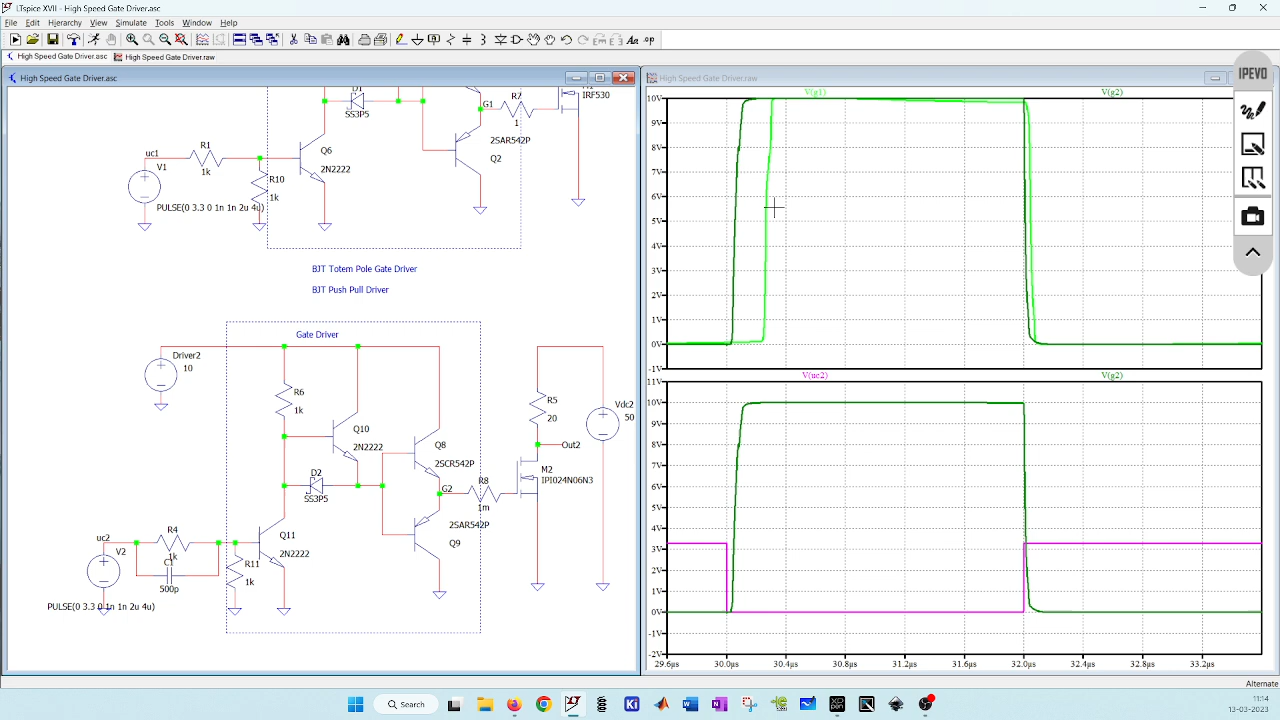 LTspice XVII - High Speed Gate Driver.asc
File Edit Hierarchy View Simulate Tools Window Help
High Speed Gate Driver.asc High Speed Gate Driver.raw
High Speed Gate Driver.asc
D1
SS3P5
G1
R2
1
IRF530
2SAR542P
Q2
uc1
R1
1k
V1
Q6
2N2222
R10
1k
PULSE(0 3.3 0 1n 1n 2u 4u)
BJT Totem Pole Gate Driver
BJT Push Pull Driver
Gate Driver
Driver2
10
R6
1k
Q10
2N2222
Q8
2SCR542P
D2
SS3P5
G2
R8
1m
R5
20
Vdc2
50
Out2
M2
IPI024N06N3
2SAR542P
Q9
uc2
V2
R4
1k
C1
500p
Q11
2N2222
R11
1k
PULSE(0 3.3 0 1n 1n 2u 4u)
High Speed Gate Driver.raw
V(g1) V(g2)
10V
9V
8V
7V
6V
5V
4V
3V
2V
1V
0V
-1V
V(uc2) V(g2)
11V
10V
9V
8V
7V
6V
5V
4V
3V
2V
1V
0V
-1V
-2V
29.6µs 30.0µs 30.4µs 30.8µs 31.2µs 31.6µs 32.0µs 32.4µs 32.8µs 33.2µs
IPEVO
Alternate
Search
11:14
13-03-2023